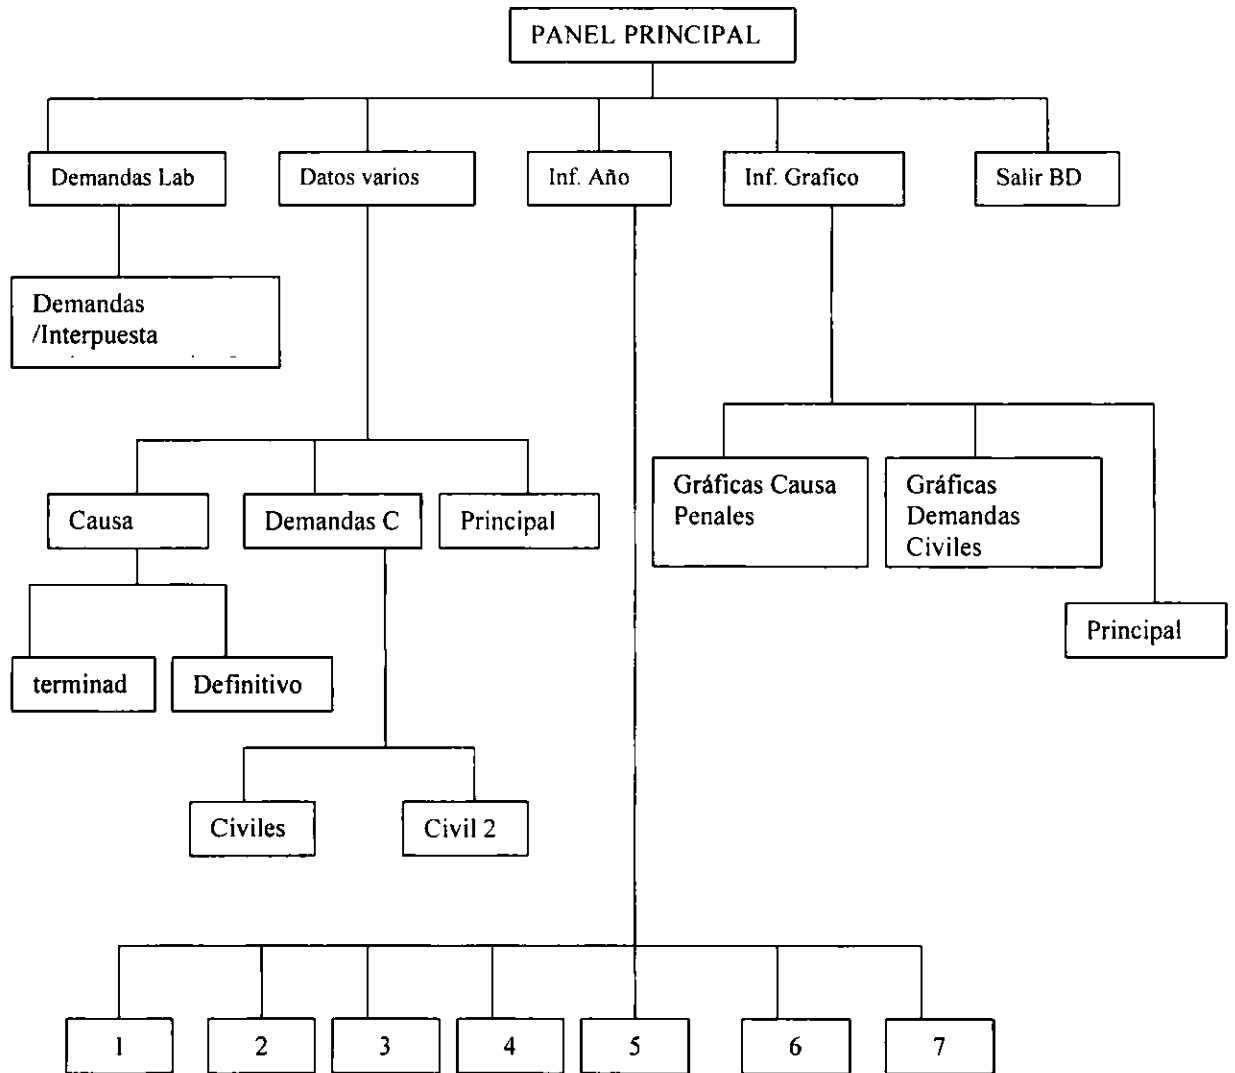 PANEL PRINCIPAL
Demandas Lab
Datos varios
Inf. Año
Inf. Grafico
Salir BD
Demandas
/Interpuesta
Causa
Demandas C
Principal
Gráficas Causa
Penales
Gráficas
Demandas
Civiles
Principal
terminad
Definitivo
Civiles
Civil 2
1
2
3
4
5
6
7